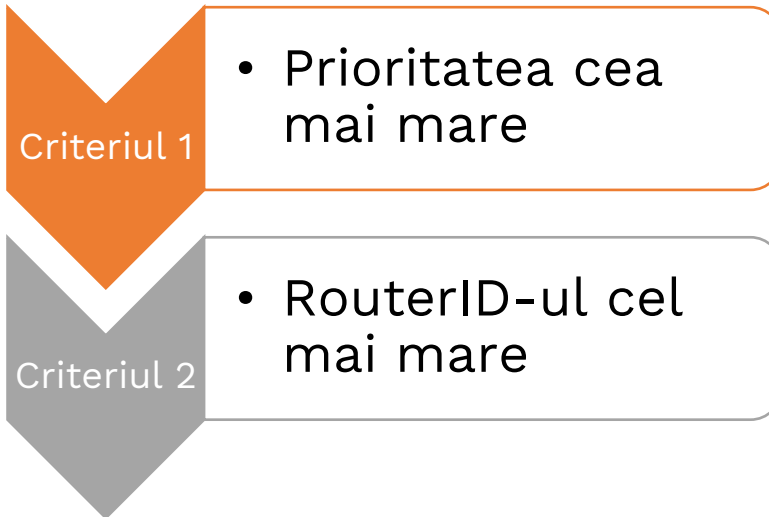 Criteriul 1
• Prioritatea cea
mai mare
Criteriul 2
• RouterID-ul cel
mai mare